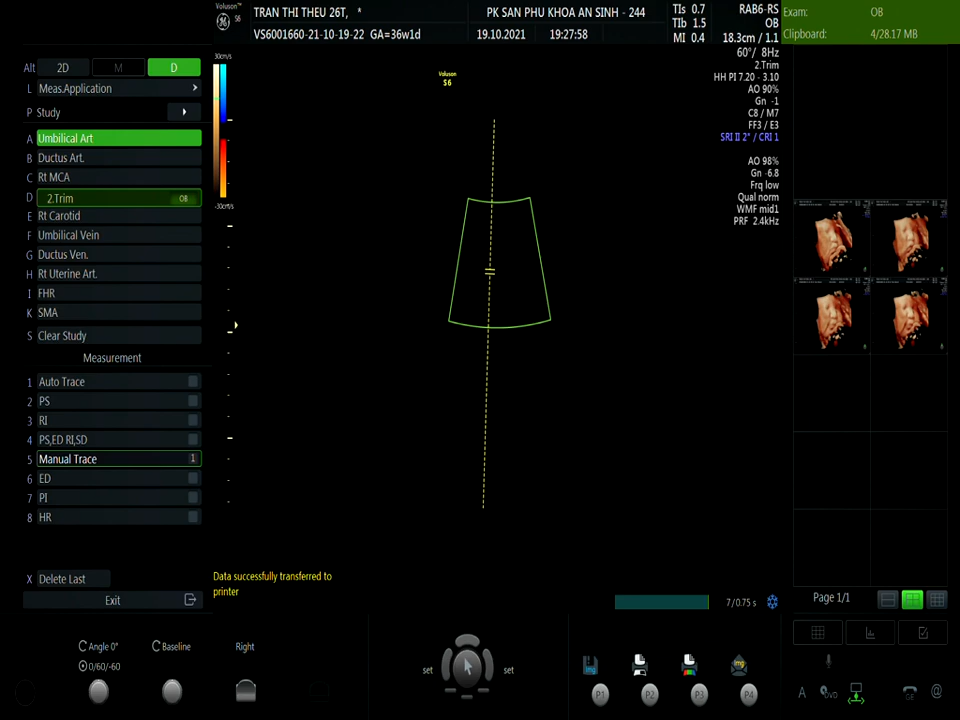 Voluson™
S6
TRAN THI THEU 26T, *
PK SAN PHU KHOA AN SINH - 244
VS6001660-21-10-19-22 GA=36w1d
19.10.2021
19:27:58
TIs 0.7
TIb 1.5
MI 0.4
RAB6-RS
OB
18.3cm / 1.1
60°/ 8Hz
2.Trim
HH PI 7.20 - 3.10
AO 90%
Gn -1
C8 / M7
FF3 / E3
SRI II 2" / CRI 1
AO 98%
Gn -6.8
Frq low
Qual norm
WMF mid1
PRF 2.4kHz
Exam: OB
Clipboard: 4/28.17 MB
Alt 2D M D
L Meas.Application
P Study
A Umbilical Art
B Ductus Art.
C Rt MCA
D 2.Trim OB
E Rt Carotid
F Umbilical Vein
G Ductus Ven.
H Rt Uterine Art.
I FHR
K SMA
S Clear Study
Measurement
1 Auto Trace
2 PS
3 RI
4 PS,ED RI,SD
5 Manual Trace 1
6 ED
7 PI
8 HR
X Delete Last
Exit
30cm/s
-30cm/s
Voluson
S6
Data successfully transferred to
printer
7/0.75 s
Page 1/1
Angle 0°
0/60/-60
Baseline
Right
set
set
P1
P2
P3
Img
P4
A
DVD
@